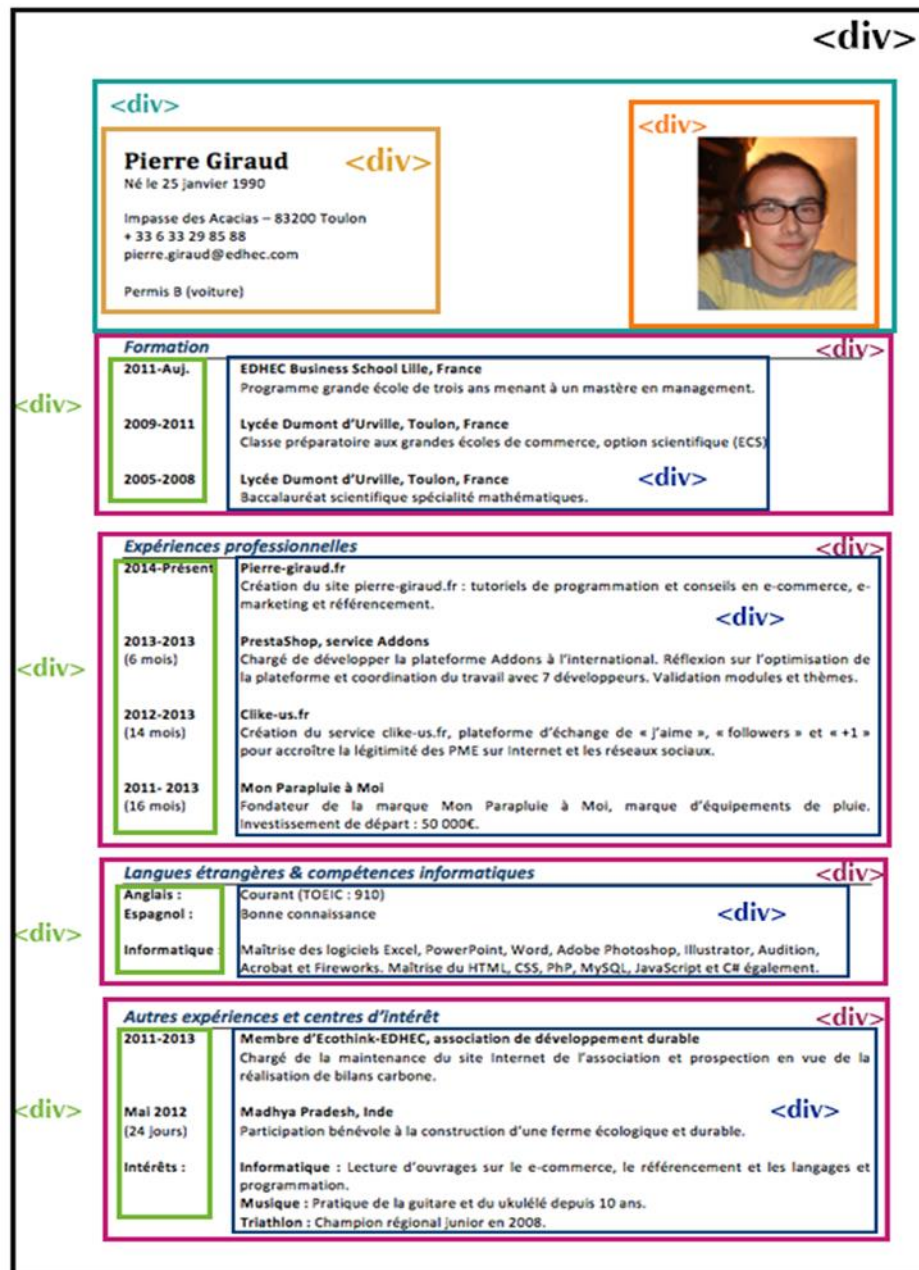 <div>
<div>
<div>
Pierre Giraud
<div>
Né le 25 janvier 1990
Impasse des Acacias – 83200 Toulon
+ 33 6 33 29 85 88
pierre.giraud@edhec.com
Permis B (voiture)
Formation
<div>
2011-Auj.
EDHEC Business School Lille, France
Programme grande école de trois ans menant à un mastère en management.
<div>
2009-2011
Lycée Dumont d'Urville, Toulon, France
Classe préparatoire aux grandes écoles de commerce, option scientifique (ECS)
2005-2008
Lycée Dumont d'Urville, Toulon, France
<div>
Baccalauréat scientifique spécialité mathématiques.
Expériences professionnelles
<div>
2014-Présent
Pierre-giraud.fr
Création du site pierre-giraud.fr : tutoriels de programmation et conseils en e-commerce, e-
marketing et référencement.
<div>
2013-2013
PrestaShop, service Addons
<div>
(6 mois)
Chargé de développer la plateforme Addons à l'international. Réflexion sur l'optimisation de
la plateforme et coordination du travail avec 7 développeurs. Validation modules et thèmes.
2012-2013
Clike-us.fr
(14 mois)
Création du service clike-us.fr, plateforme d'échange de « j'aime », « followers » et « +1 »
pour accroître la légitimité des PME sur Internet et les réseaux sociaux.
2011- 2013
Mon Parapluie à Moi
(16 mois)
Fondateur de la marque Mon Parapluie à Moi, marque d'équipements de pluie.
Investissement de départ : 50 000€.
Langues étrangères & compétences informatiques
<div>
Anglais :
Courant (TOEIC : 910)
Espagnol :
Bonne connaissance
<div>
<div>
Informatique :
Maîtrise des logiciels Excel, PowerPoint, Word, Adobe Photoshop, Illustrator, Audition,
Acrobat et Fireworks. Maîtrise du HTML, CSS, PhP, MySQL, JavaScript et C# également.
Autres expériences et centres d'intérêt
<div>
2011-2013
Membre d'Ecothink-EDHEC, association de développement durable
Chargé de la maintenance du site Internet de l'association et prospection en vue de la
réalisation de bilans carbone.
<div>
Mai 2012
Madhya Pradesh, Inde
<div>
(24 jours)
Participation bénévole à la construction d'une ferme écologique et durable.
Intérêts :
Informatique : Lecture d'ouvrages sur le e-commerce, le référencement et les langages et
programmation.
Musique : Pratique de la guitare et du ukulélé depuis 10 ans.
Triathlon : Champion régional junior en 2008.